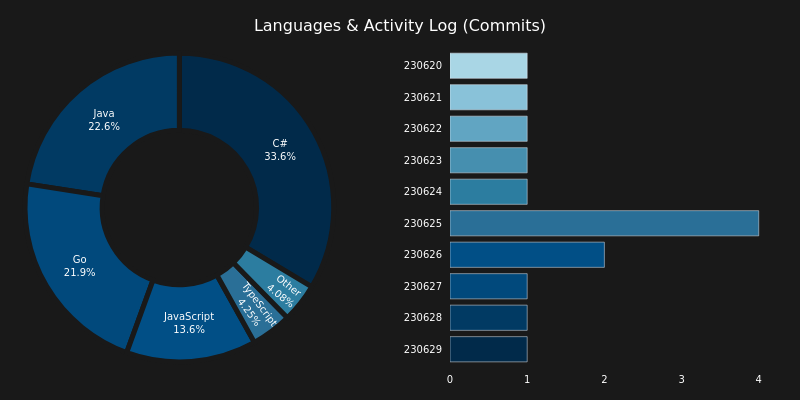 Languages & Activity Log (Commits)
Java
22.6%
C#
33.6%
Go
21.9%
JavaScript
13.6%
TypeScript
4.25%
Other
4.08%
230620
230621
230622
230623
230624
230625
230626
230627
230628
230629
0 1 2 3 4